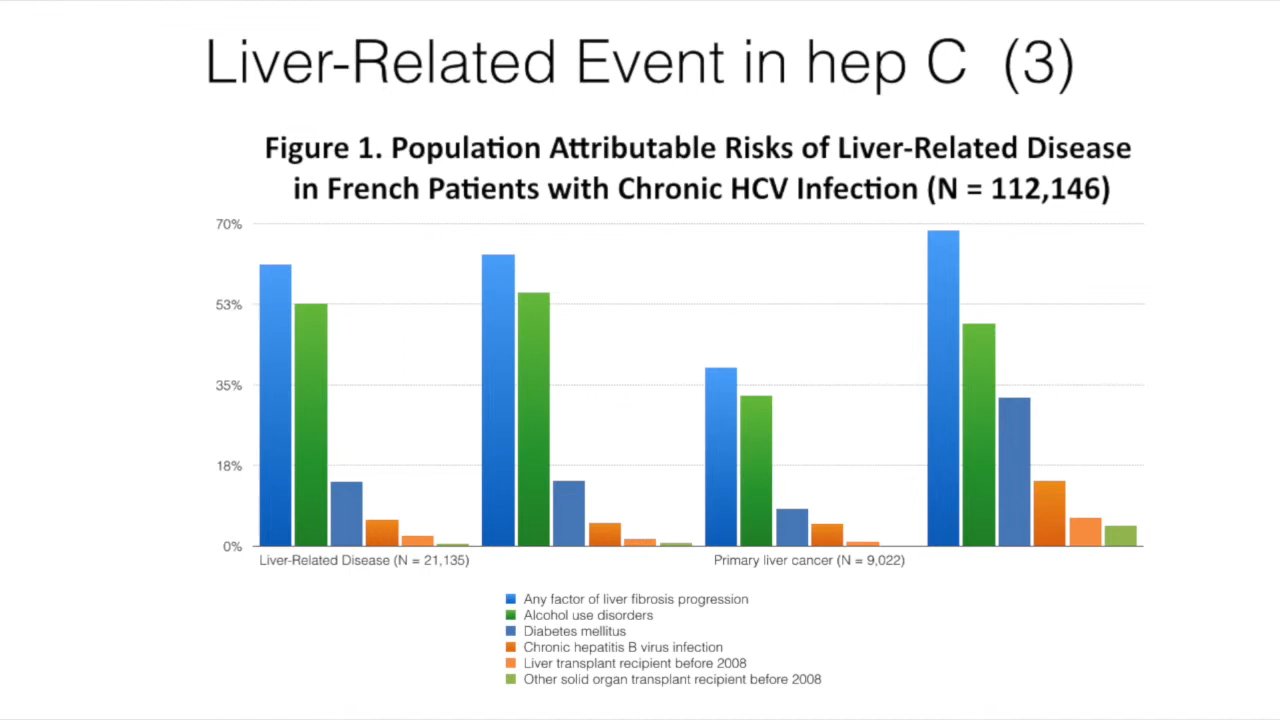 Liver-Related Event in hep C (3)
Figure 1. Population Attributable Risks of Liver-Related Disease
in French Patients with Chronic HCV Infection (N = 112,146)
70%
53%
35%
18%
0%
Liver-Related Disease (N = 21,135)
Primary liver cancer (N = 9,022)
Any factor of liver fibrosis progression
Alcohol use disorders
Diabetes mellitus
Chronic hepatitis B virus infection
Liver transplant recipient before 2008
Other solid organ transplant recipient before 2008